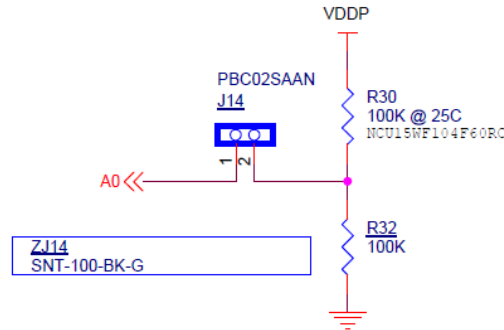 VDDP
PBC02SAAN
J14
R30
100K @ 25C
NCU15WF104F60RC
1
2
A0
R32
100K
ZJ14
SNT-100-BK-G